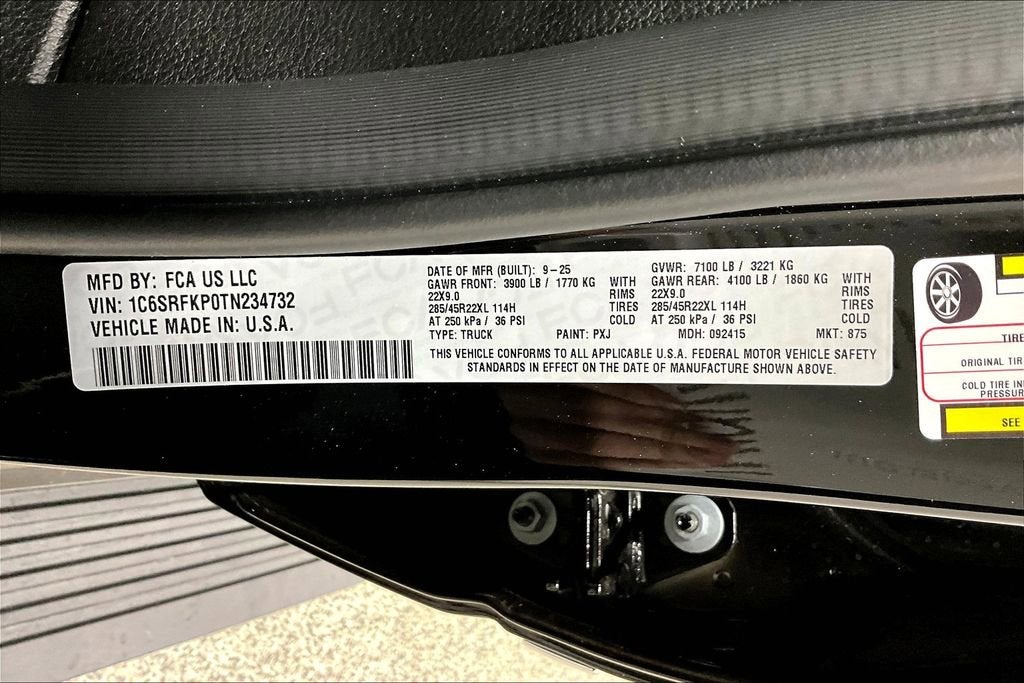 MFD BY: FCA US LLC
VIN: 1C6SRFKP0TN234732
VEHICLE MADE IN: U.S.A.
DATE OF MFR (BUILT): 9-25
GAWR FRONT: 3900 LB / 1770 KG WITH
22X9.0 RIMS
285/45R22XL 114H TIRES
AT 250 kPa / 36 PSI COLD
GVWR: 7100 LB / 3221 KG
GAWR REAR: 4100 LB / 1860 KG WITH
22X9.0 RIMS
285/45R22XL 114H TIRES
AT 250 kPa / 36 PSI COLD
TYPE: TRUCK PAINT: PXJ MDH: 092415 MKT: 875
THIS VEHICLE CONFORMS TO ALL APPLICABLE U.S.A. FEDERAL MOTOR VEHICLE SAFETY
STANDARDS IN EFFECT ON THE DATE OF MANUFACTURE SHOWN ABOVE.
TIRE
ORIGINAL TIR
COLD TIRE IN
PRESSUR
SEE